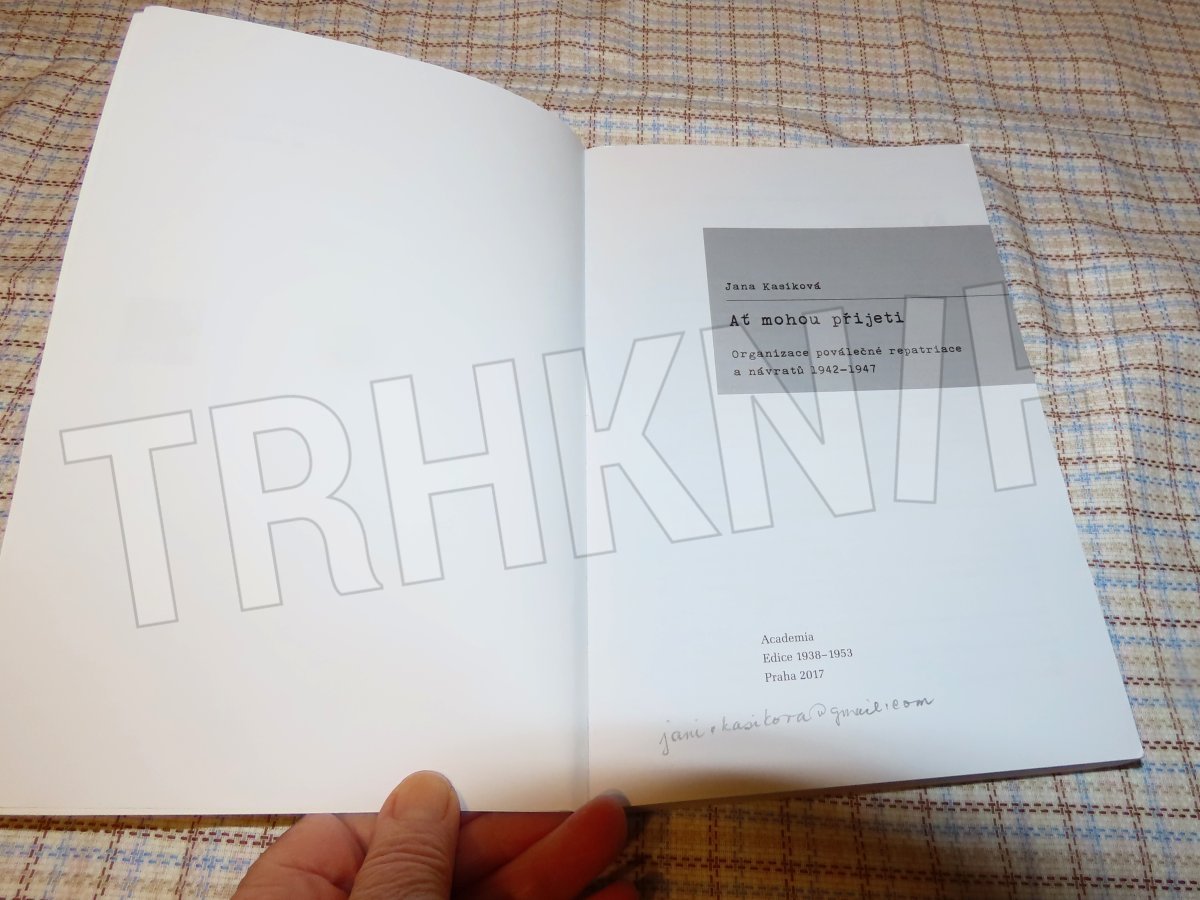 Jana Kasíková
Ať mohou přijeti
Organizace poválečné repatriace
a návratů 1942–1947
TRHKNIH
Academia
Edice 1938–1953
Praha 2017
jani.kasikova@gmail.com